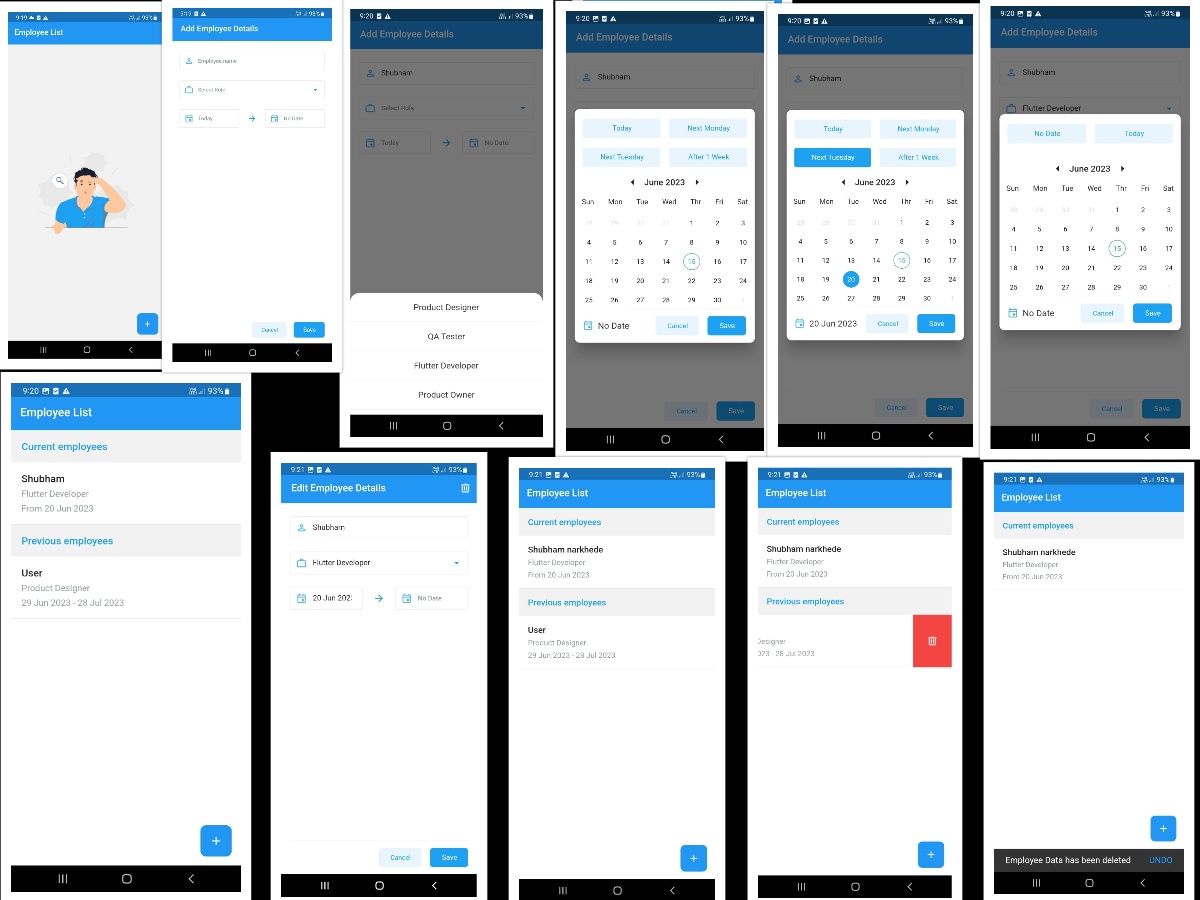 9:19 93%
Employee List
+
9:19 93%
Add Employee Details
Employee name
Select Role
Today No Date
Cancel Save
9:20 93%
Add Employee Details
Shubham
Select Role
Today No Date
Product Designer
QA Tester
Flutter Developer
Product Owner
9:20 93%
Add Employee Details
Shubham
Today Next Monday
Next Tuesday After 1 Week
June 2023
Sun Mon Tue Wed Thr Fri Sat
28 29 30 31 1 2 3
4 5 6 7 8 9 10
11 12 13 14 15 16 17
18 19 20 21 22 23 24
25 26 27 28 29 30 1
No Date Cancel Save
Cancel Save
9:20 93%
Add Employee Details
Shubham
Today Next Monday
Next Tuesday After 1 Week
June 2023
Sun Mon Tue Wed Thr Fri Sat
28 29 30 31 1 2 3
4 5 6 7 8 9 10
11 12 13 14 15 16 17
18 19 20 21 22 23 24
25 26 27 28 29 30 1
20 Jun 2023 Cancel Save
Cancel Save
9:20 93%
Add Employee Details
Shubham
Flutter Developer
No Date Today
June 2023
Sun Mon Tue Wed Thr Fri Sat
28 29 30 31 1 2 3
4 5 6 7 8 9 10
11 12 13 14 15 16 17
18 19 20 21 22 23 24
25 26 27 28 29 30 1
No Date Cancel Save
Cancel Save
9:20 93%
Employee List
Current employees
Shubham
Flutter Developer
From 20 Jun 2023
Previous employees
User
Product Designer
29 Jun 2023 - 28 Jul 2023
+
9:21 93%
Edit Employee Details
Shubham
Flutter Developer
20 Jun 202 No Date
Cancel Save
9:21 93%
Employee List
Current employees
Shubham narkhede
Flutter Developer
From 20 Jun 2023
Previous employees
User
Product Designer
29 Jun 2023 - 28 Jul 2023
+
9:21 93%
Employee List
Current employees
Shubham narkhede
Flutter Developer
From 20 Jun 2023
Previous employees
Designer
023 - 28 Jul 2023
+
9:21 93%
Employee List
Current employees
Shubham narkhede
Flutter Developer
From 20 Jun 2023
+
Employee Data has been deleted UNDO